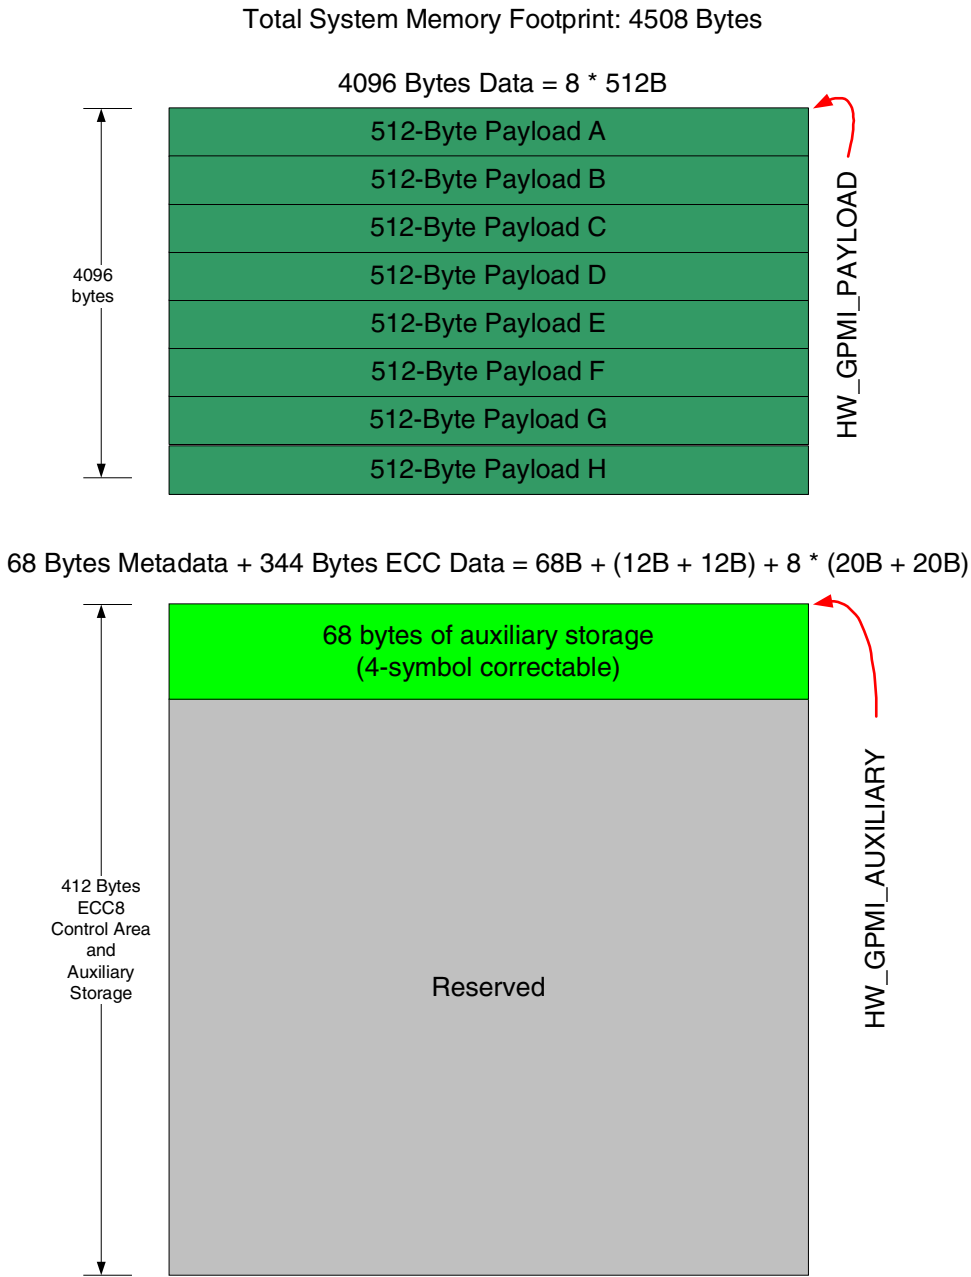 Total System Memory Footprint: 4508 Bytes
4096 Bytes Data = 8 * 512B
512-Byte Payload A
512-Byte Payload B
512-Byte Payload C
512-Byte Payload D
512-Byte Payload E
512-Byte Payload F
512-Byte Payload G
512-Byte Payload H
4096
bytes
HW_GPMI_PAYLOAD
68 Bytes Metadata + 344 Bytes ECC Data = 68B + (12B + 12B) + 8 * (20B + 20B)
68 bytes of auxiliary storage
(4-symbol correctable)
Reserved
412 Bytes
ECC8
Control Area
and
Auxiliary
Storage
HW_GPMI_AUXILIARY